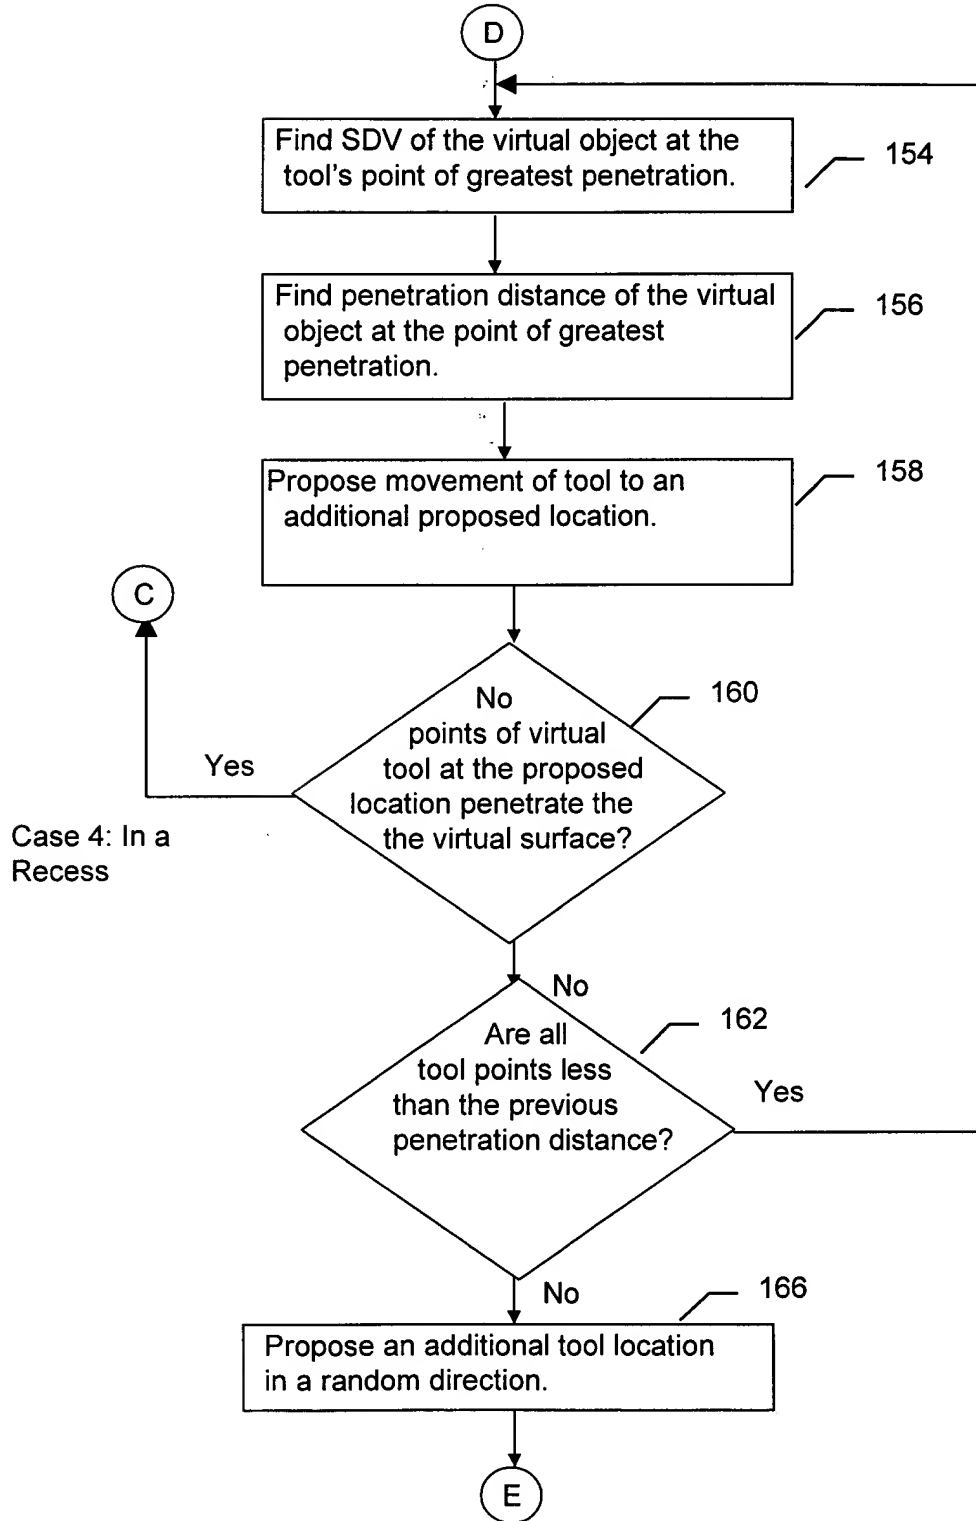 D
Find SDV of the virtual object at the
tool's point of greatest penetration.
154
Find penetration distance of the virtual
object at the point of greatest
penetration.
156
Propose movement of tool to an
additional proposed location.
158
C
No
points of virtual
tool at the proposed
location penetrate the
the virtual surface?
160
Yes
Case 4: In a
Recess
No
Are all
tool points less
than the previous
penetration distance?
162
Yes
No
Propose an additional tool location
in a random direction.
166
E